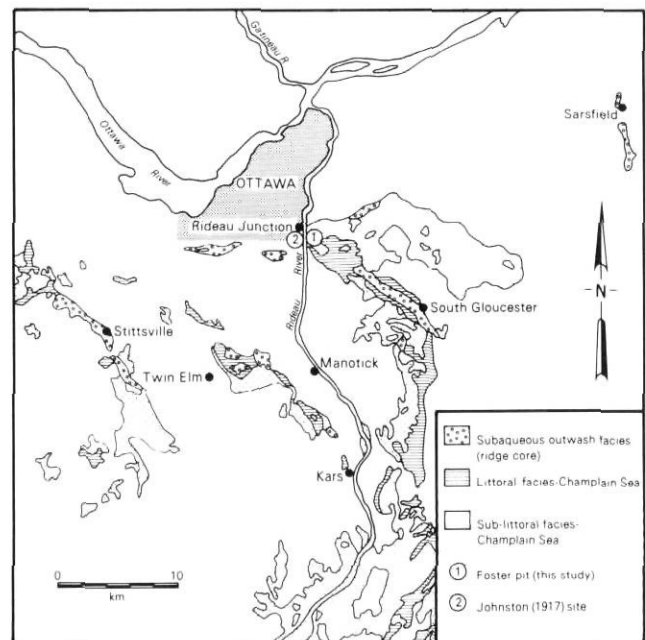 Gatineau R
Sarsfield
Ottawa
River
OTTAWA
Rideau Junction
2 1
N
Rideau River
South Gloucester
Stittsville
Twin Elm
Manotick
Kars
Subaqueous outwash facies
(ridge core)
Littoral facies-Champlain Sea
Sub-littoral facies-
Champlain Sea
1 Foster pit (this study)
2 Johnston (1917) site
0 10
km